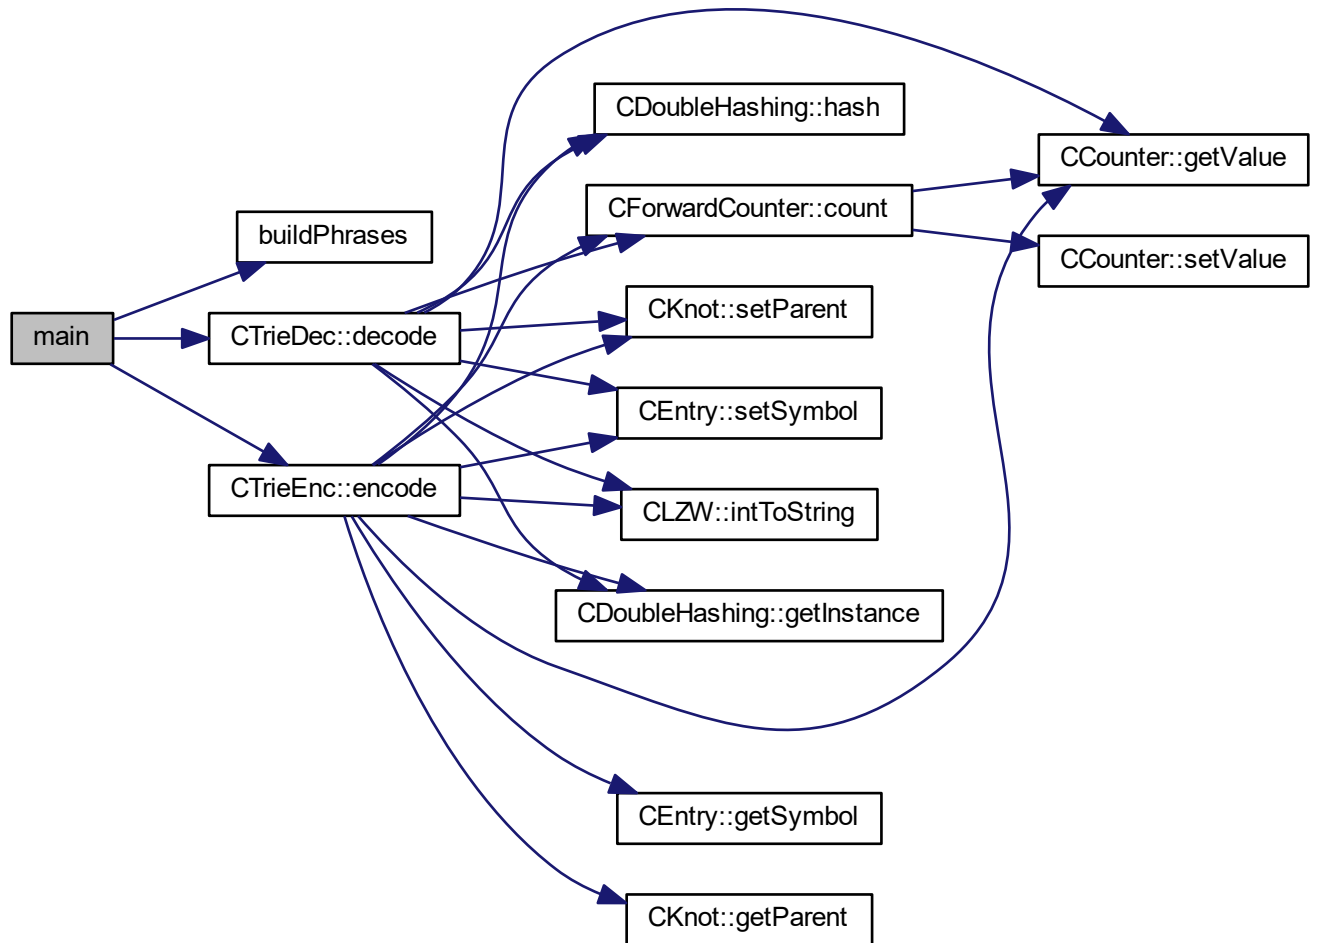 main
buildPhrases
CTrieDec::decode
CTrieEnc::encode
CDoubleHashing::hash
CForwardCounter::count
CKnot::setParent
CEntry::setSymbol
CLZW::intToString
CDoubleHashing::getInstance
CEntry::getSymbol
CKnot::getParent
CCounter::getValue
CCounter::setValue